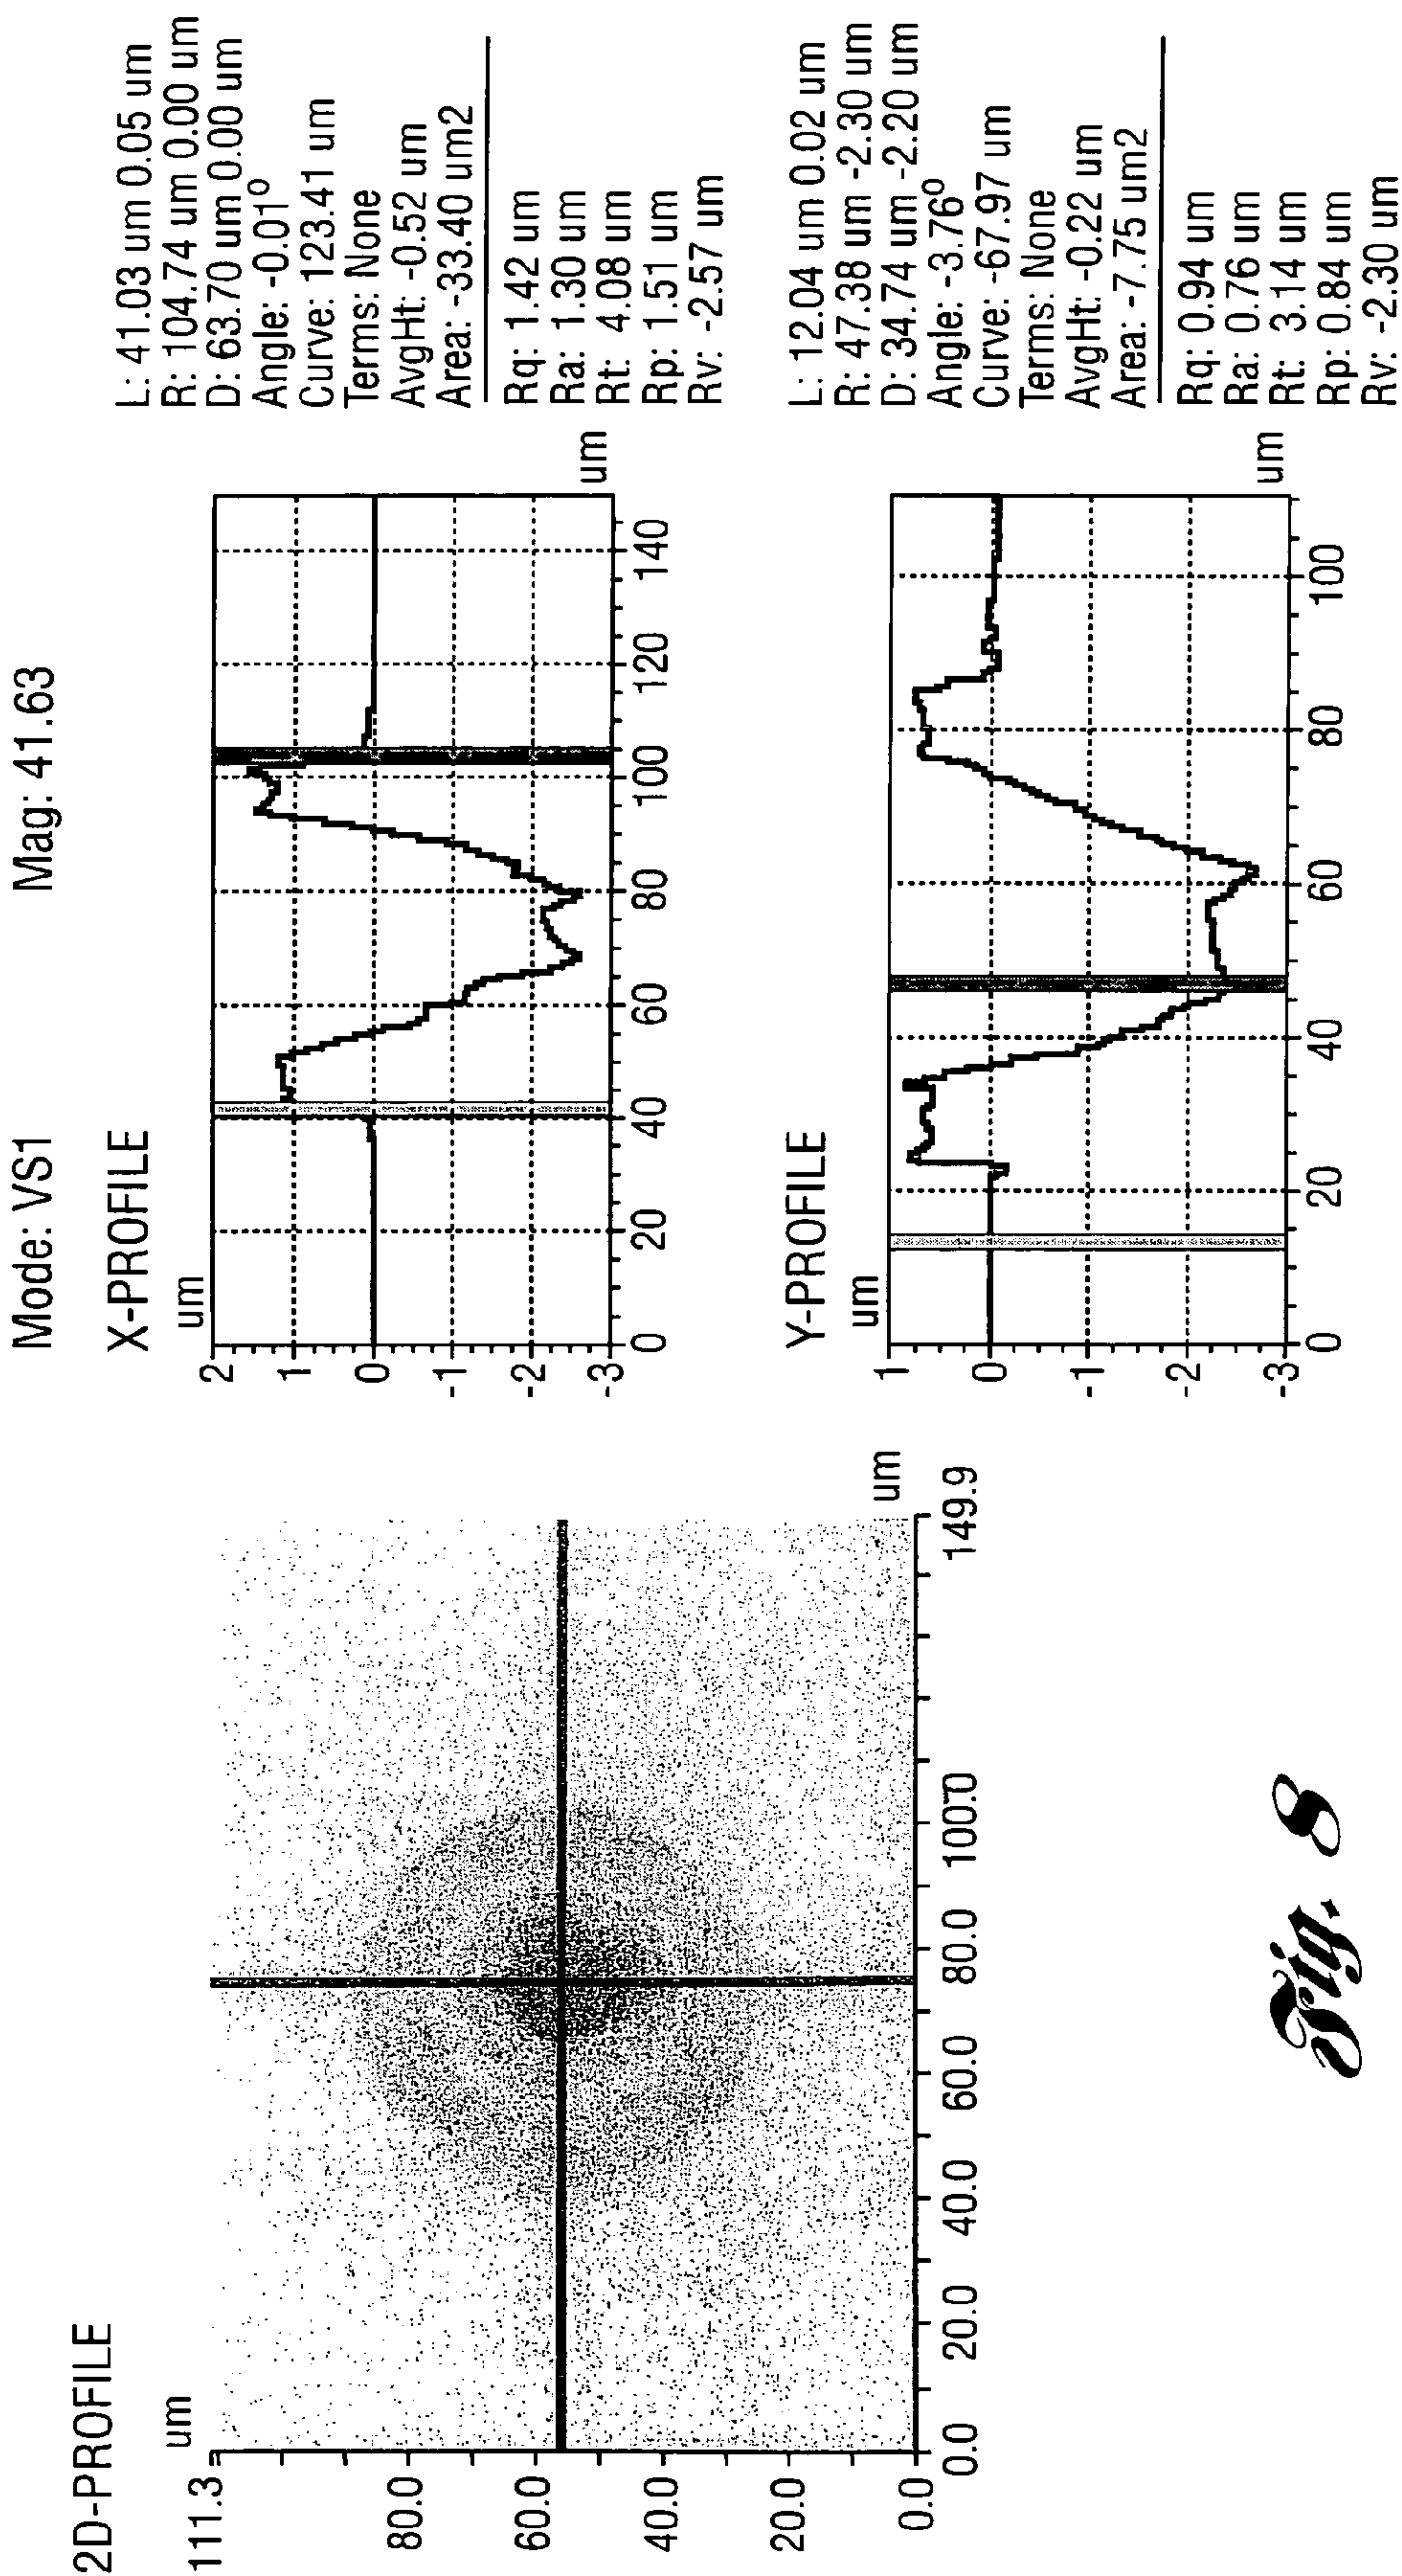 Mode: VS1
Mag: 41.63
2D-PROFILE
um
111.3
80.0
60.0
40.0
20.0
0.0
0.0 20.0 40.0 60.0 80.0 100.0 149.9
um
X-PROFILE
um
2
1
0
-1
-2
-3
0 20 40 60 80 100 120 140
um
L: 41.03 um 0.05 um
R: 104.74 um 0.00 um
D: 63.70 um 0.00 um
Angle: -0.01°
Curve: 123.41 um
Terms: None
AvgHt: -0.52 um
Area: -33.40 um2
Rq: 1.42 um
Ra: 1.30 um
Rt: 4.08 um
Rp: 1.51 um
Rv: -2.57 um
Y-PROFILE
um
1
0
-1
-2
-3
0 20 40 60 80 100
um
L: 12.04 um 0.02 um
R: 47.38 um -2.30 um
D: 34.74 um -2.20 um
Angle: -3.76°
Curve: -67.97 um
Terms: None
AvgHt: -0.22 um
Area: -7.75 um2
Rq: 0.94 um
Ra: 0.76 um
Rt: 3.14 um
Rp: 0.84 um
Rv: -2.30 um
Fig. 8